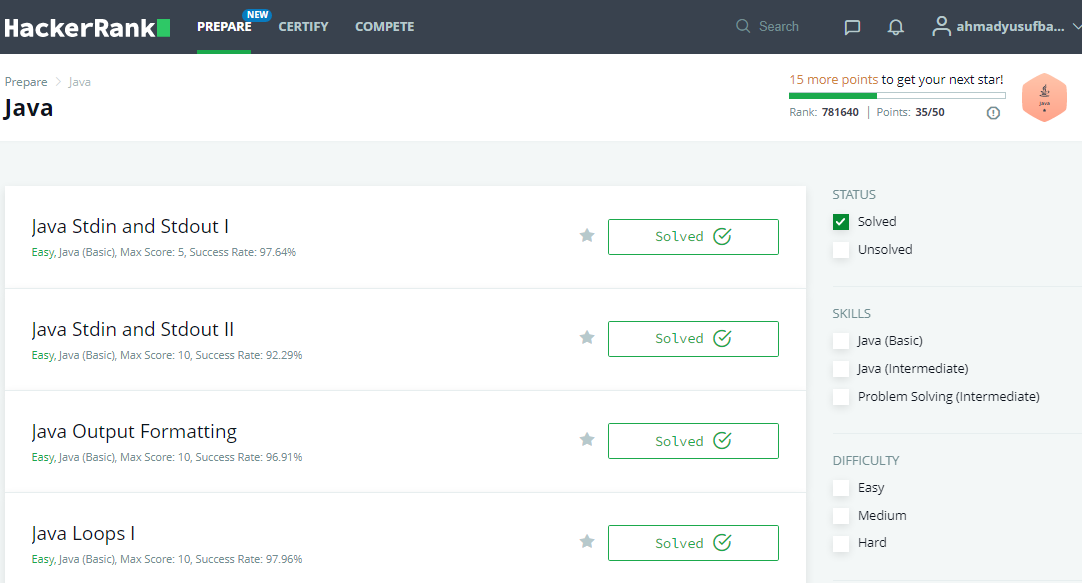 HackerRank PREPARE NEW CERTIFY COMPETE Search ahmadyusufba...
Prepare > Java
Java
15 more points to get your next star!
Rank: 781640 | Points: 35/50
Java
Java Stdin and Stdout I
Easy, Java (Basic), Max Score: 5, Success Rate: 97.64%
Solved
Java Stdin and Stdout II
Easy, Java (Basic), Max Score: 10, Success Rate: 92.29%
Solved
Java Output Formatting
Easy, Java (Basic), Max Score: 10, Success Rate: 96.91%
Solved
Java Loops I
Easy, Java (Basic), Max Score: 10, Success Rate: 97.96%
Solved
STATUS
Solved
Unsolved
SKILLS
Java (Basic)
Java (Intermediate)
Problem Solving (Intermediate)
DIFFICULTY
Easy
Medium
Hard